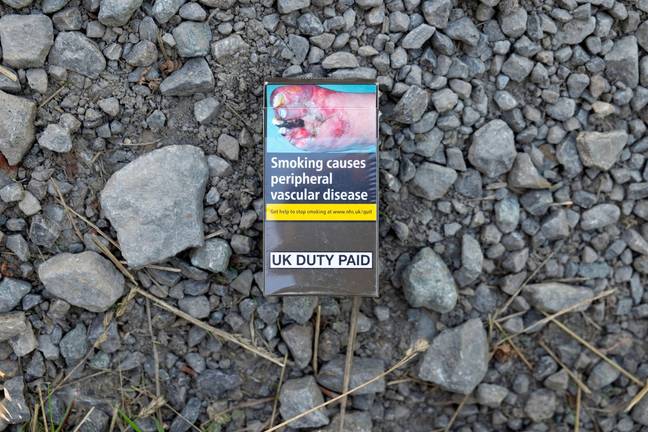 Smoking causes
peripheral
vascular disease
Get help to stop smoking at www.nhs.uk/quit
UK DUTY PAID